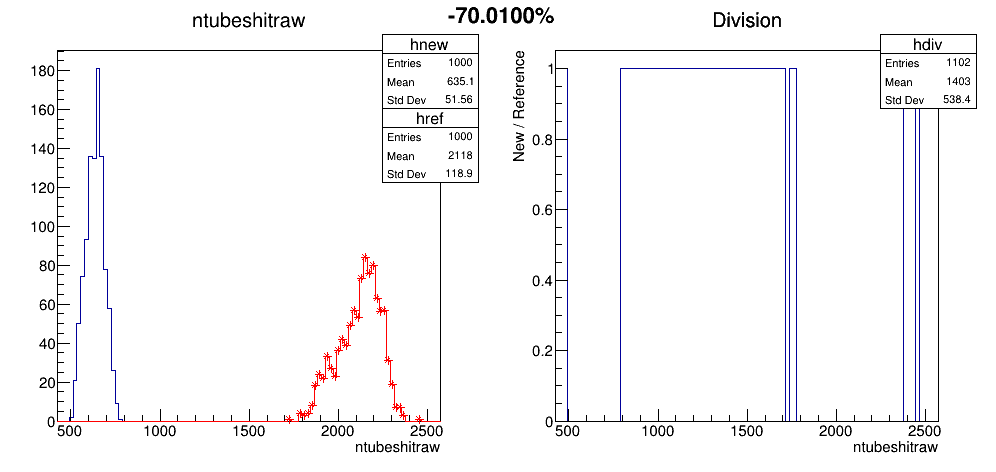 -70.0100%
ntubeshitraw
hnew
Entries 1000
Mean 635.1
Std Dev 51.56
href
Entries 1000
Mean 2118
Std Dev 118.9
180
160
140
120
100
80
60
40
20
0
500 1000 1500 2000 2500
ntubeshitraw
Division
hdiv
Entries 1102
Mean 1403
Std Dev 538.4
New / Reference
1
0.8
0.6
0.4
0.2
0
500 1000 1500 2000 2500
ntubeshitraw